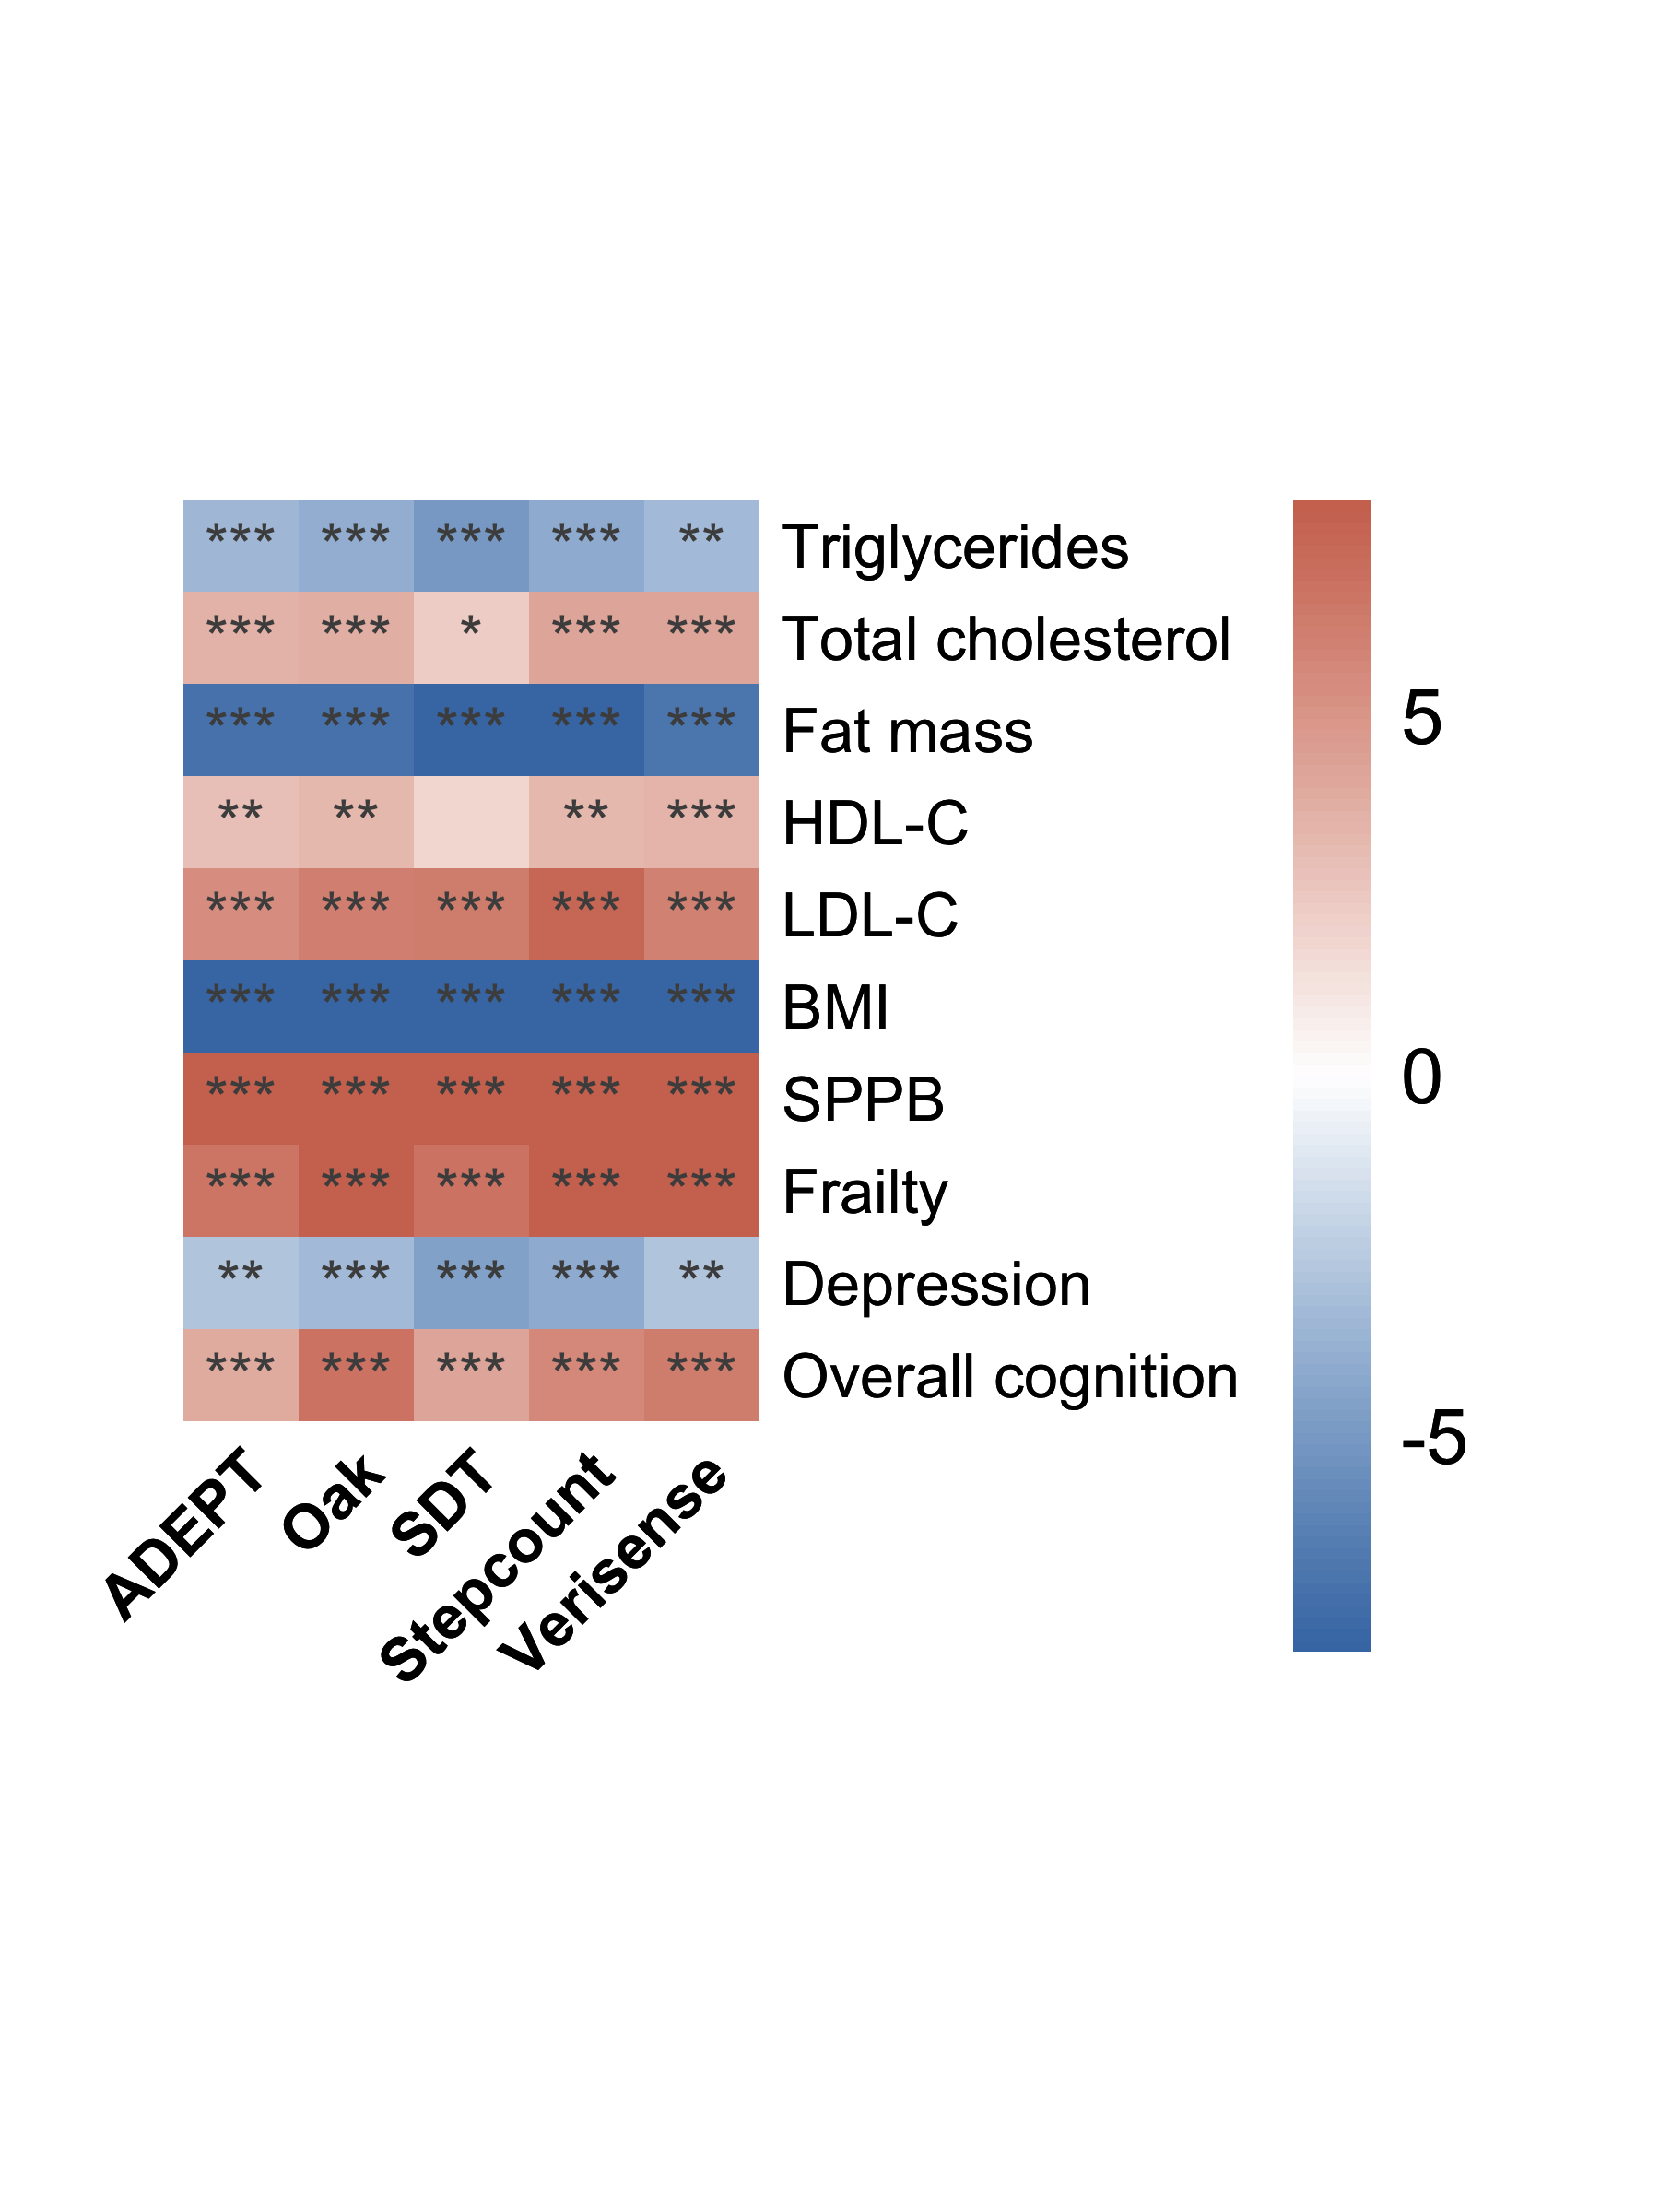 *** *** *** *** ** Triglycerides
*** *** * *** *** Total cholesterol
*** *** *** *** *** Fat mass
** ** ** *** HDL-C
*** *** *** *** *** LDL-C
*** *** *** *** *** BMI
*** *** *** *** *** SPPB
*** *** *** *** *** Frailty
** *** *** *** ** Depression
*** *** *** *** *** Overall cognition
ADEPT
Oak
SDT
Stepcount
Verisense
5
0
-5